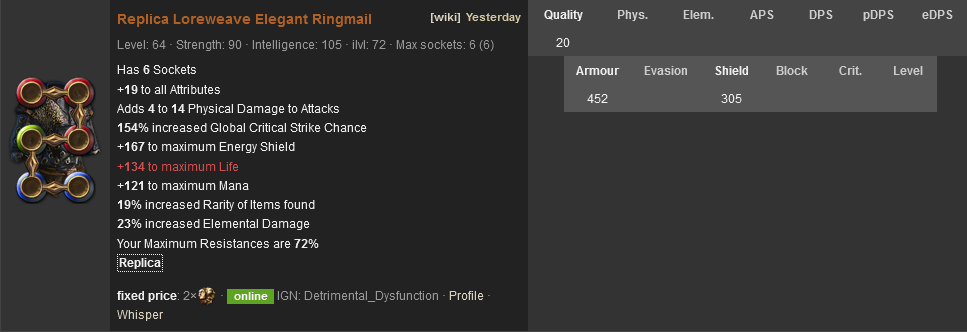 Replica Loreweave Elegant Ringmail [wiki] Yesterday
Level: 64 · Strength: 90 · Intelligence: 105 · ilvl: 72 · Max sockets: 6 (6)
Has 6 Sockets
+19 to all Attributes
Adds 4 to 14 Physical Damage to Attacks
154% increased Global Critical Strike Chance
+167 to maximum Energy Shield
+134 to maximum Life
+121 to maximum Mana
19% increased Rarity of Items found
23% increased Elemental Damage
Your Maximum Resistances are 72%
Replica
fixed price: 2× · online IGN: Detrimental_Dysfunction · Profile ·
Whisper
Quality Phys. Elem. APS DPS pDPS eDPS
20
Armour Evasion Shield Block Crit. Level
452 305